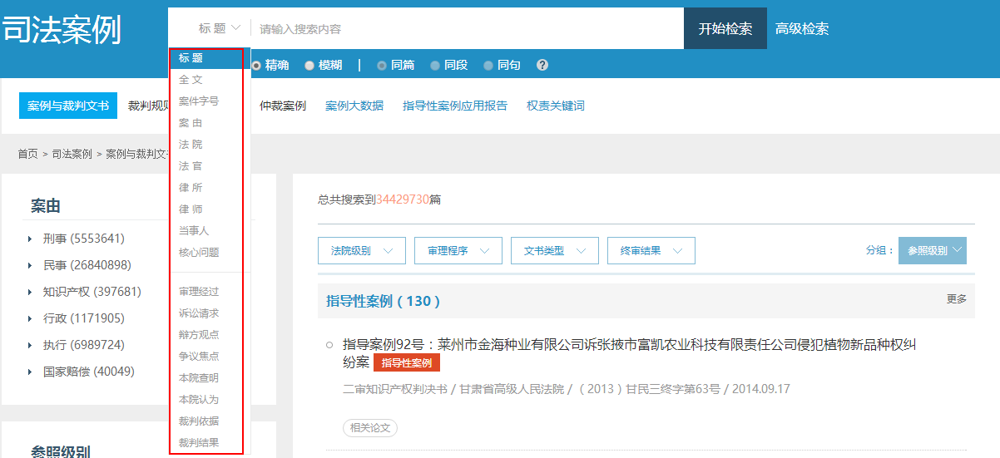 司法案例
标 题
请输入搜索内容
开始检索
高级检索
标 题
全 文
案件字号
案 由
法 院
法 官
律 所
律 师
当事人
核心问题
审理经过
诉讼请求
辩方观点
争议焦点
本院查明
本院认为
裁判依据
裁判结果
精确 模糊 | 同篇 同段 同句 ?
案例与裁判文书 裁判规 仲裁案例 案例大数据 指导性案例应用报告 权责关键词
首页 > 司法案例 > 案例与裁判文
案由
刑事 (5553641)
民事 (26840898)
知识产权 (397681)
行政 (1171905)
执行 (6989724)
国家赔偿 (40049)
参照级别
总共搜索到34429730篇
法院级别 审理程序 文书类型 终审结果 分组： 参照级别
指导性案例（130） 更多
指导案例92号：莱州市金海种业有限公司诉张掖市富凯农业科技有限责任公司侵犯植物新品种权纠
纷案 指导性案例
二审知识产权判决书 / 甘肃省高级人民法院 /（2013）甘民三终字第63号 / 2014.09.17
相关论文